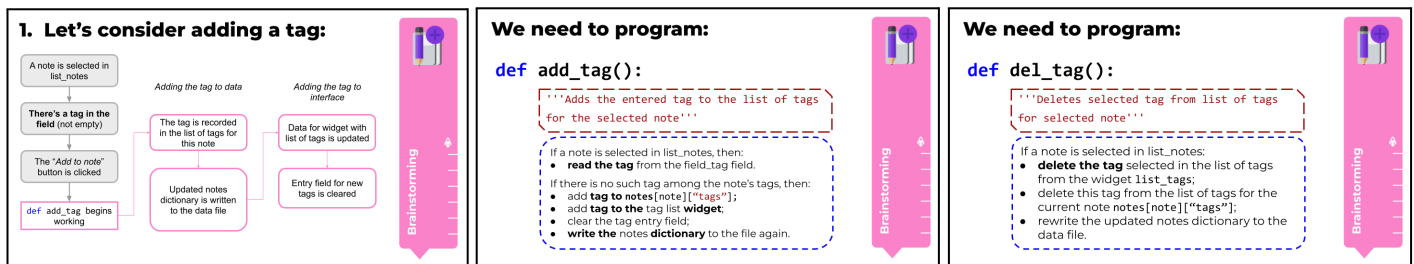 1. Let's consider adding a tag:
A note is selected in
list_notes
There's a tag in the
field (not empty)
The "Add to note"
button is clicked
def add_tag begins
working
Adding the tag to data
The tag is recorded
in the list of tags for
this note
Updated notes
dictionary is written
to the data file
Adding the tag to
interface
Data for widget with
list of tags is updated
Entry field for new
tags is cleared
Brainstorming
We need to program:
def add_tag():
'''Adds the entered tag to the list of tags
for the selected note'''
If a note is selected in list_notes, then:
● read the tag from the field_tag field.
If there is no such tag among the note's tags, then:
● add tag to notes[note]["tags"];
● add tag to the tag list widget;
● clear the tag entry field;
● write the notes dictionary to the file again.
Brainstorming
We need to program:
def del_tag():
'''Deletes selected tag from list of tags
for selected note'''
If a note is selected in list_notes:
● delete the tag selected in the list of tags
from the widget list_tags;
● delete this tag from the list of tags for the
current note notes[note]["tags"];
● rewrite the updated notes dictionary to the
data file.
Brainstorming